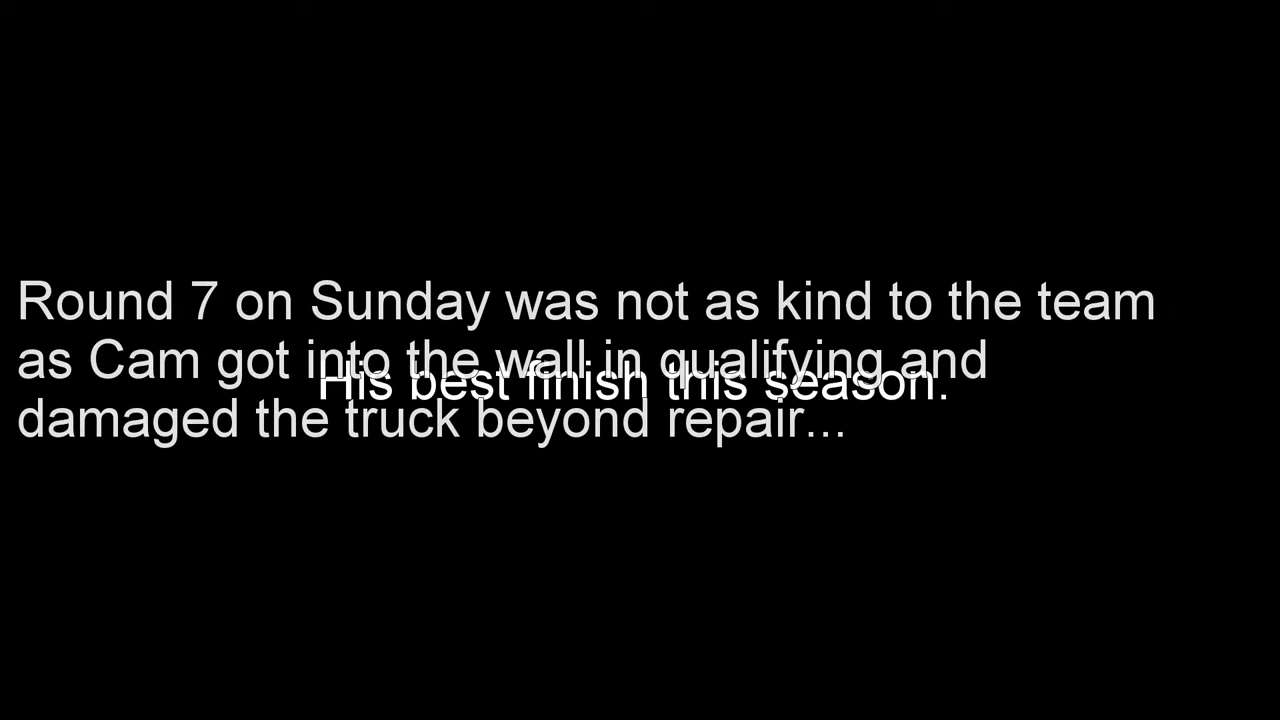 Round 7 on Sunday was not as kind to the team
as Cam got into the wall in qualifying and
His best finish this season.
damaged the truck beyond repair...